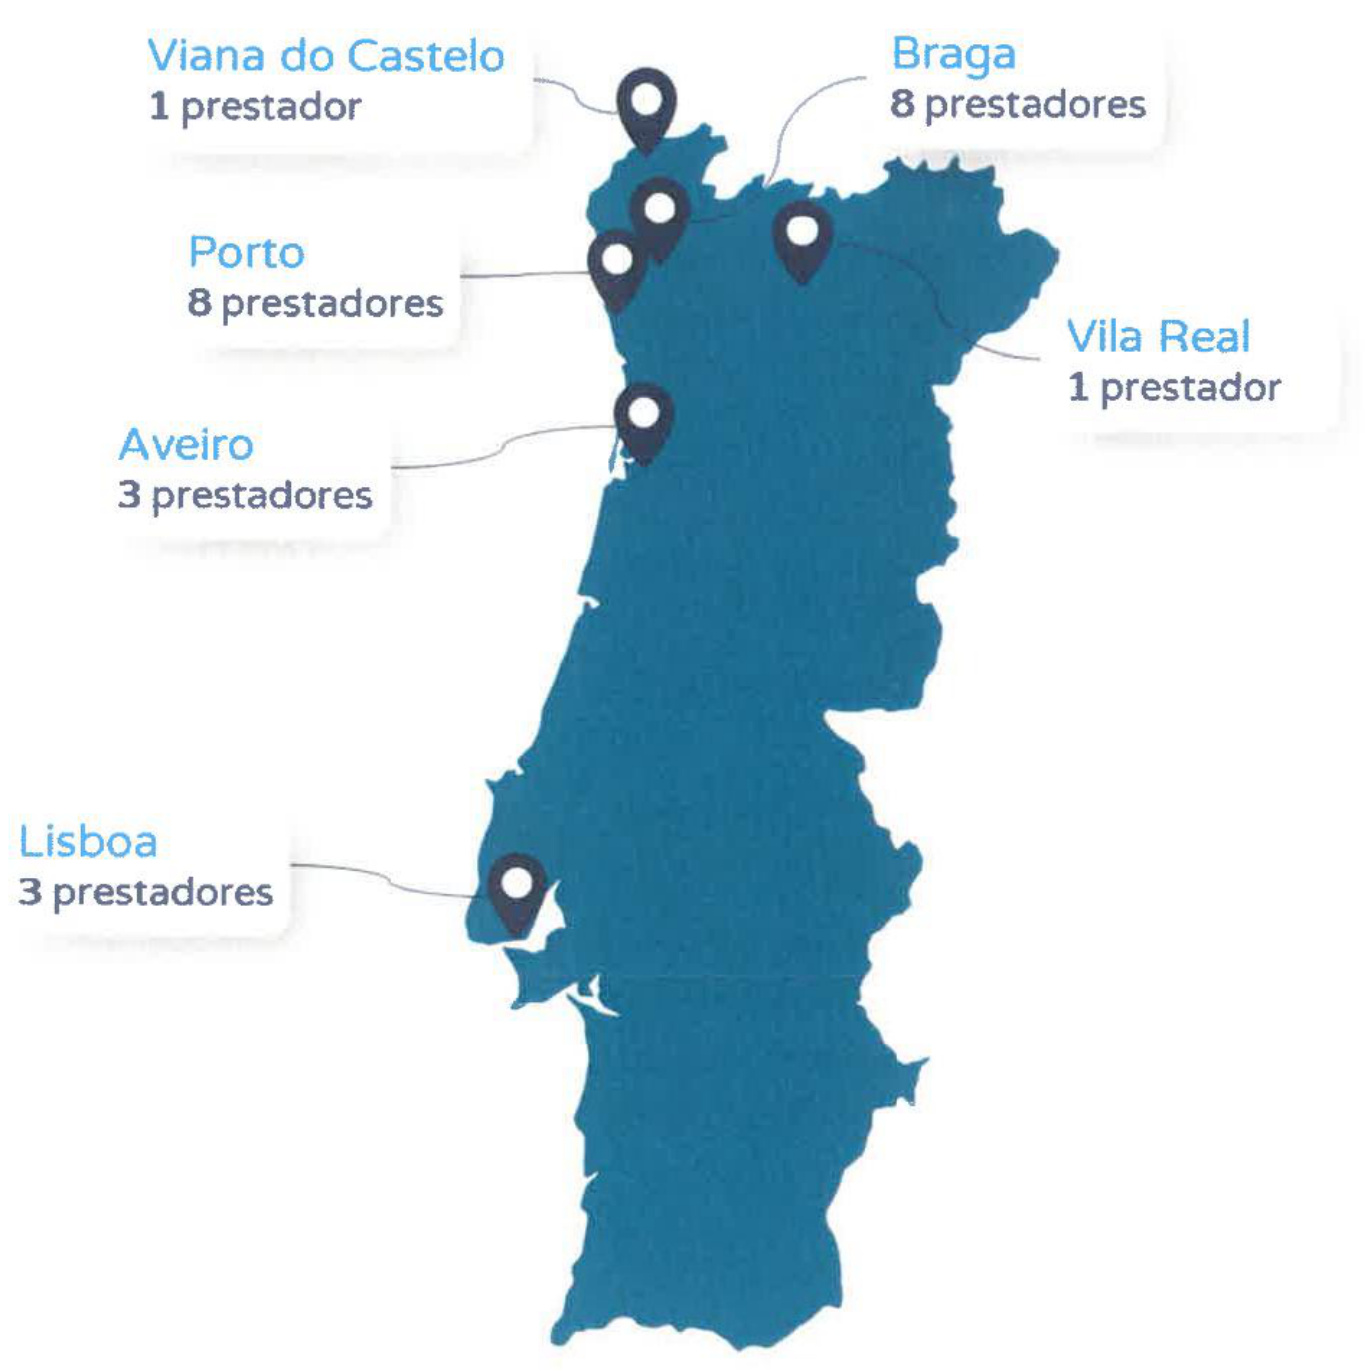 Viana do Castelo
1 prestador
Braga
8 prestadores
Porto
8 prestadores
Vila Real
1 prestador
Aveiro
3 prestadores
Lisboa
3 prestadores